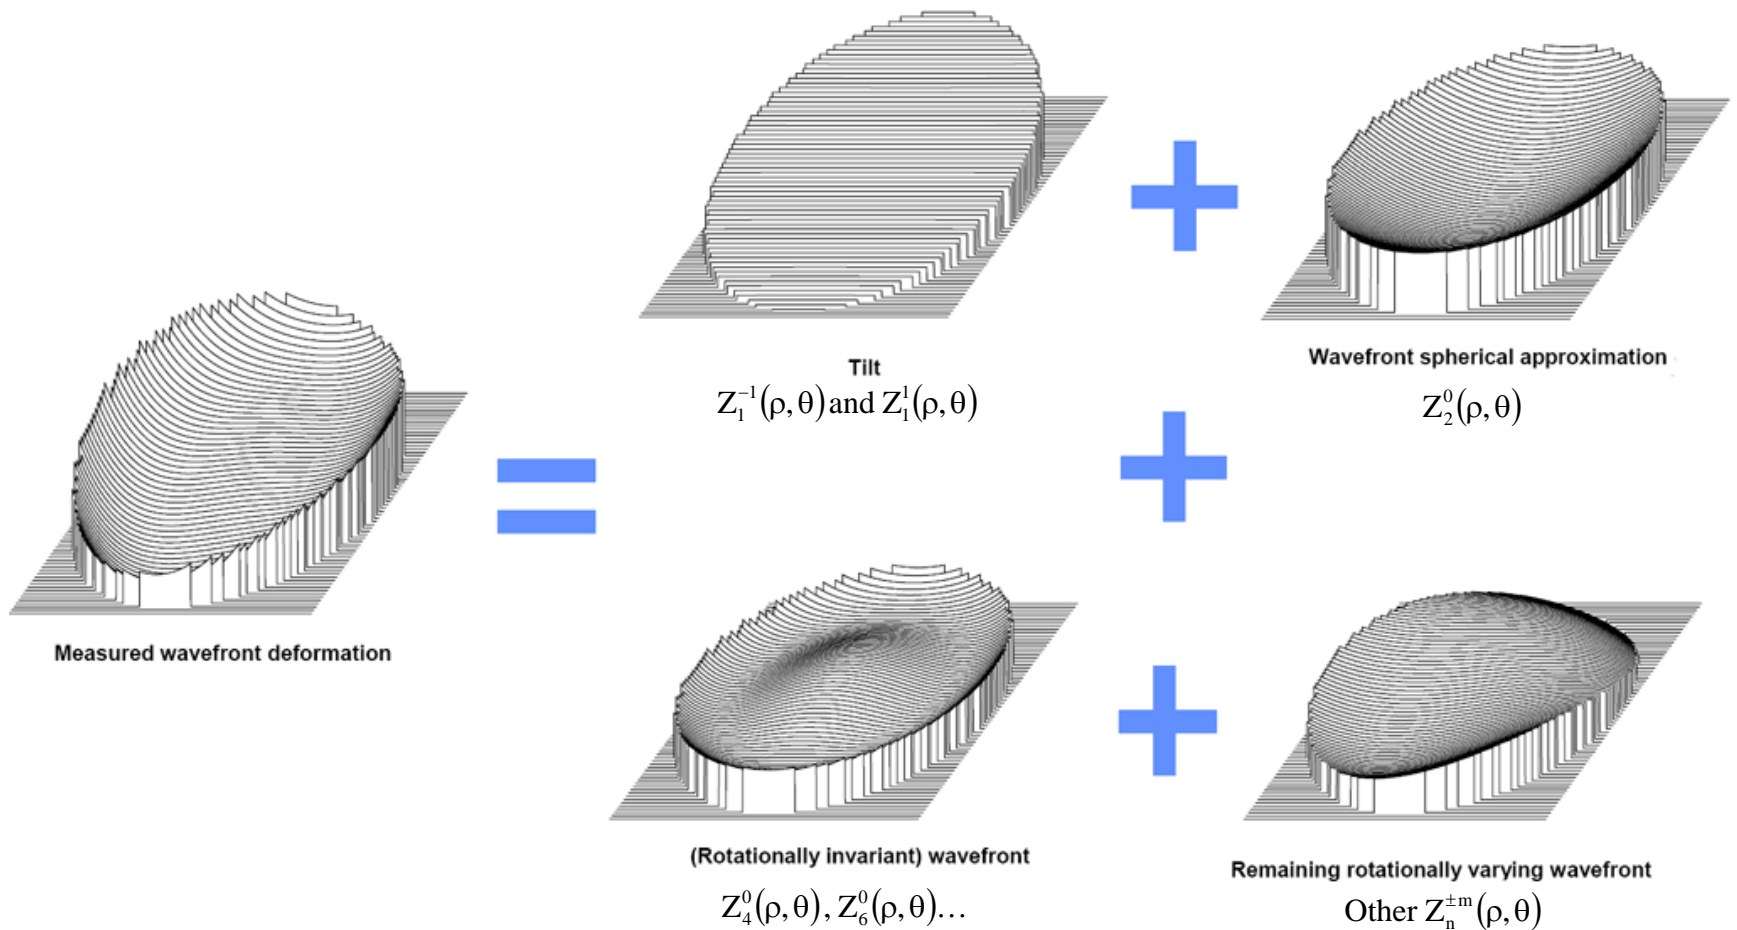 Tilt
Z₁⁻¹(ρ,θ) and Z₁¹(ρ,θ)
Wavefront spherical approximation
Z₂⁰(ρ,θ)
Measured wavefront deformation
(Rotationally invariant) wavefront
Z₄⁰(ρ,θ), Z₆⁰(ρ,θ)…
Remaining rotationally varying wavefront
Other Zₙ^{±m}(ρ,θ)